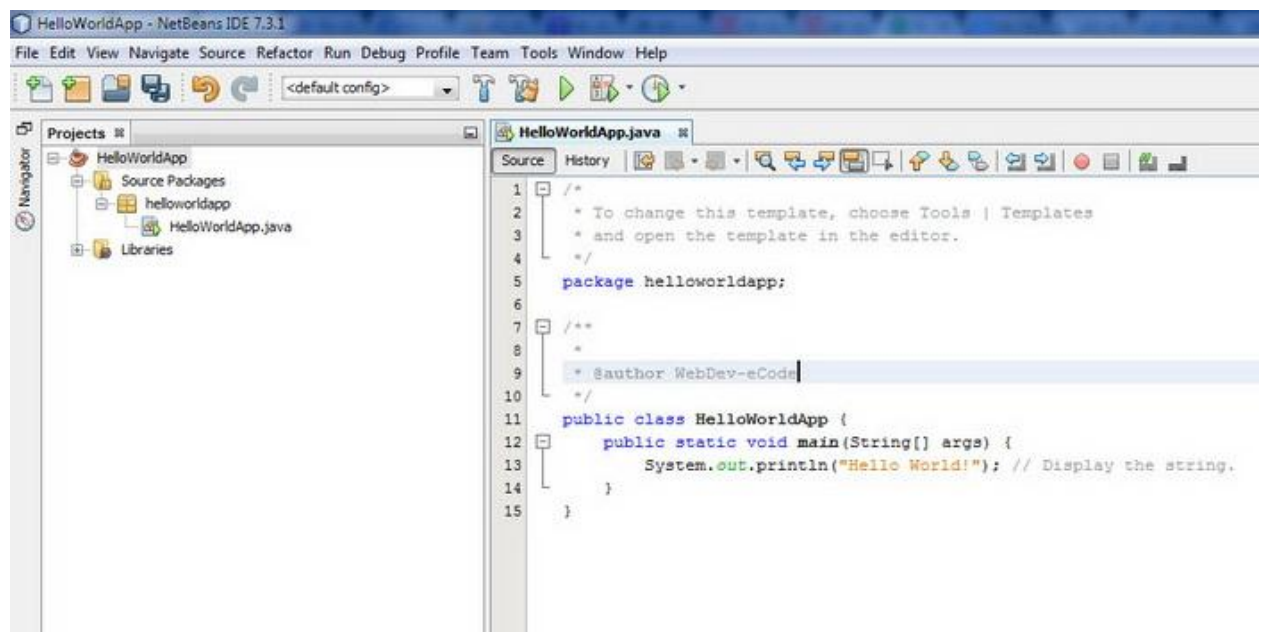 HelloWorldApp - NetBeans IDE 7.3.1
File Edit View Navigate Source Refactor Run Debug Profile Team Tools Window Help
<default config>
Projects
Navigator
HelloWorldApp
Source Packages
helloworldapp
HelloWorldApp.java
Libraries
HelloWorldApp.java
Source History
1 /*
2 * To change this template, choose Tools | Templates
3 * and open the template in the editor.
4 */
5 package helloworldapp;
6
7 /**
8 *
9 * @author WebDev-eCode
10 */
11 public class HelloWorldApp {
12 public static void main(String[] args) {
13 System.out.println("Hello World!"); // Display the string.
14 }
15 }